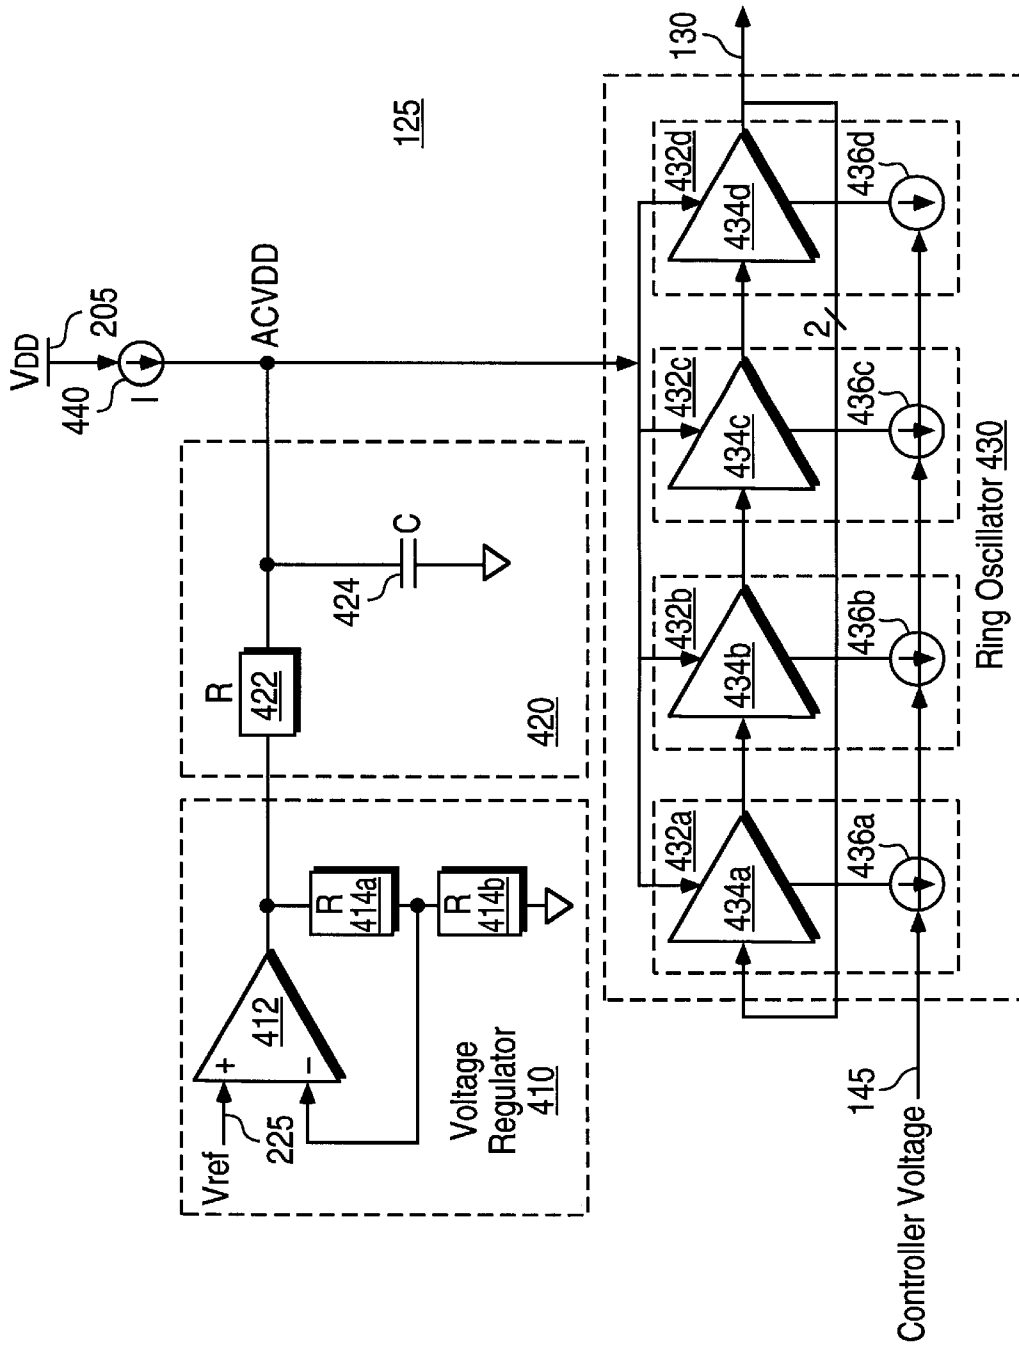 VDD
205
440
I
ACVDD
125
R
422
424
C
420
Vref
225
+
−
412
R
414a
R
414b
Voltage
Regulator
410
130
432a
432b
432c
432d
434a
434b
434c
434d
2
436a
436b
436c
436d
145
Controller Voltage
Ring Oscillator 430